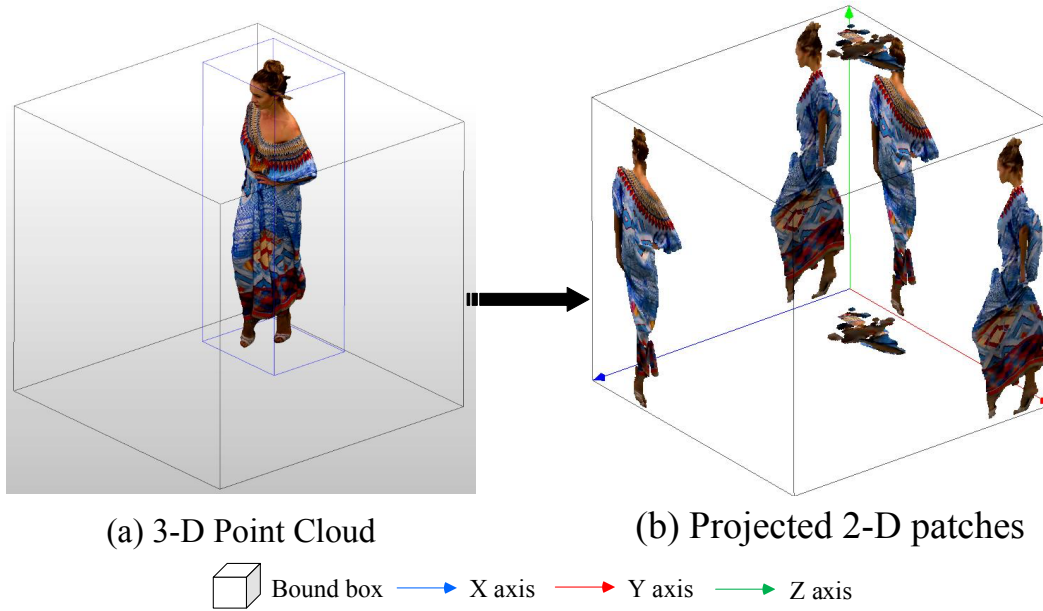 (a) 3-D Point Cloud
(b) Projected 2-D patches
Bound box X axis Y axis Z axis